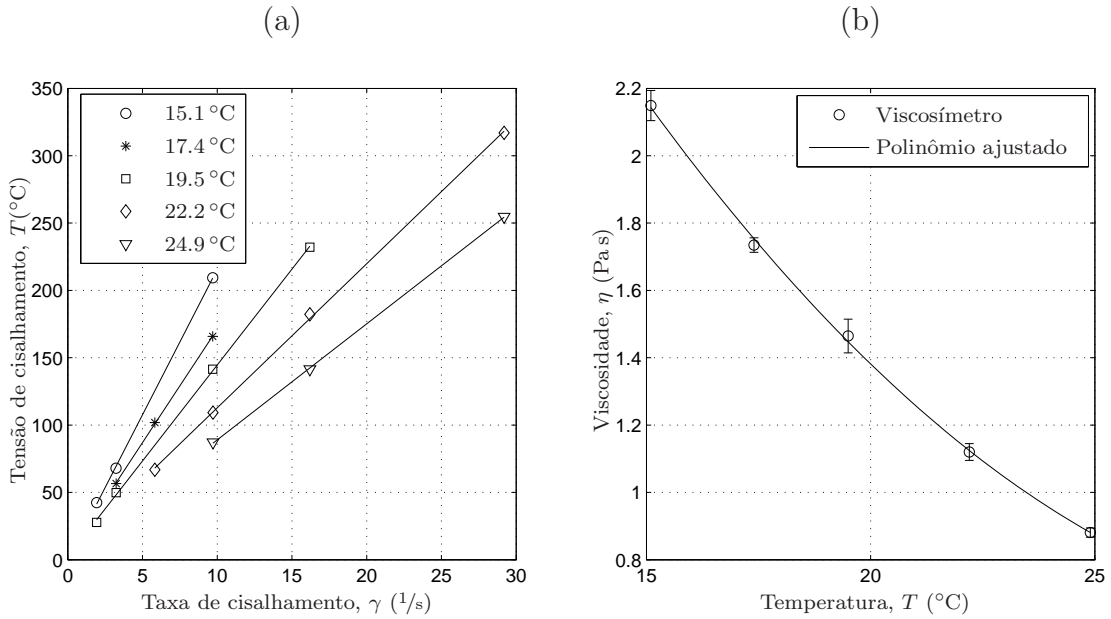 (a)
350
300
250
200
150
100
50
0
0 5 10 15 20 25 30
Tensão de cisalhamento, T(°C)
Taxa de cisalhamento, γ (1/s)
15.1 °C
17.4 °C
19.5 °C
22.2 °C
24.9 °C
(b)
2.2
2
1.8
1.6
1.4
1.2
1
0.8
15 20 25
Viscosidade, η (Pa s)
Temperatura, T (°C)
Viscosímetro
Polinômio ajustado